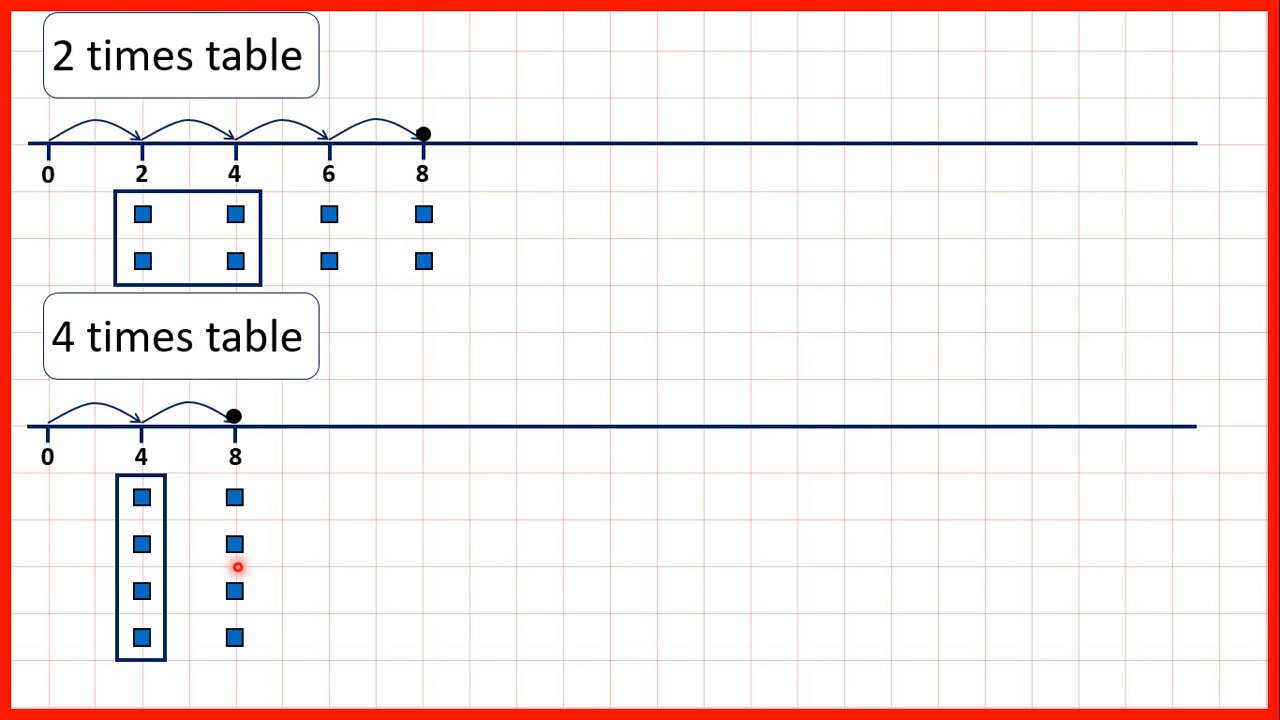 2 times table
0 2 4 6 8
4 times table
0 4 8